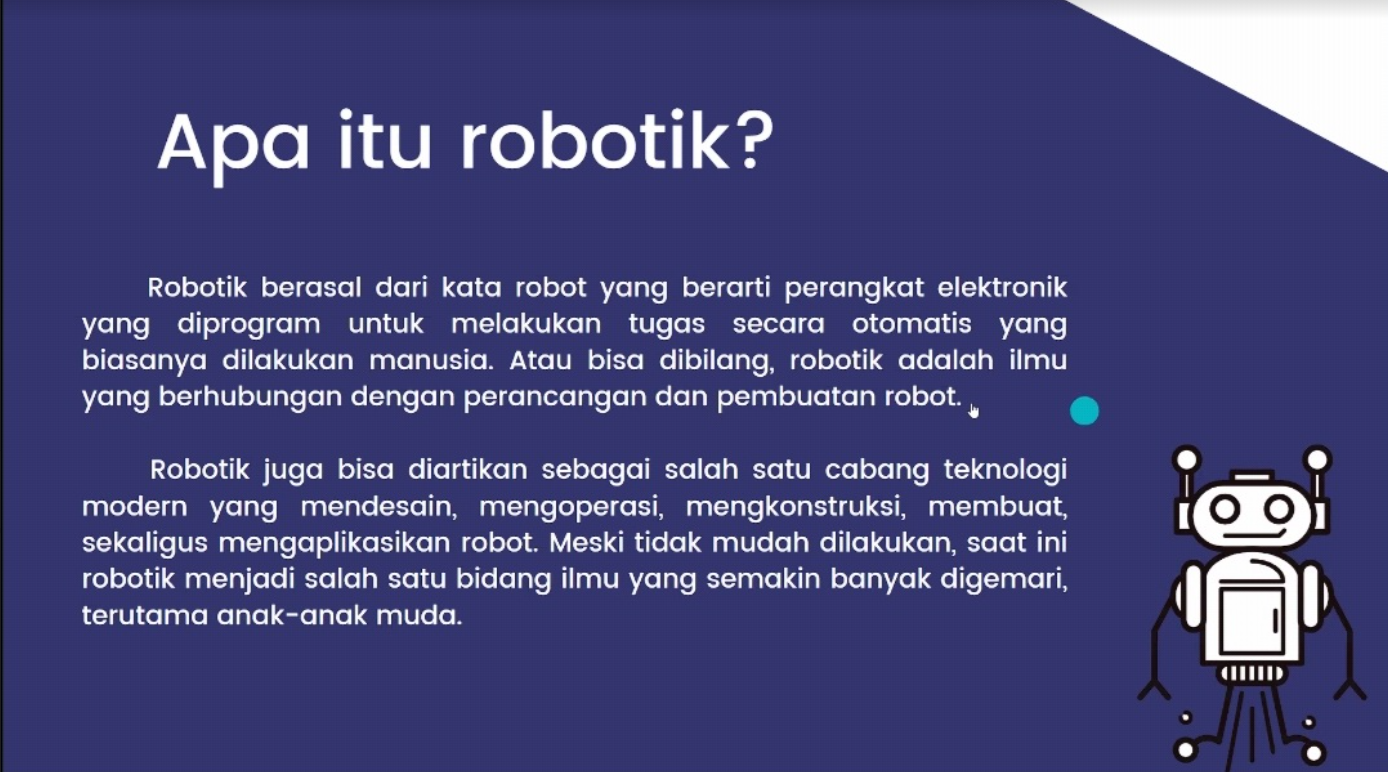 Apa itu robotik?
Robotik berasal dari kata robot yang berarti perangkat elektronik
yang diprogram untuk melakukan tugas secara otomatis yang
biasanya dilakukan manusia. Atau bisa dibilang, robotik adalah ilmu
yang berhubungan dengan perancangan dan pembuatan robot.
Robotik juga bisa diartikan sebagai salah satu cabang teknologi
modern yang mendesain, mengoperasi, mengkonstruksi, membuat,
sekaligus mengaplikasikan robot. Meski tidak mudah dilakukan, saat ini
robotik menjadi salah satu bidang ilmu yang semakin banyak digemari,
terutama anak-anak muda.